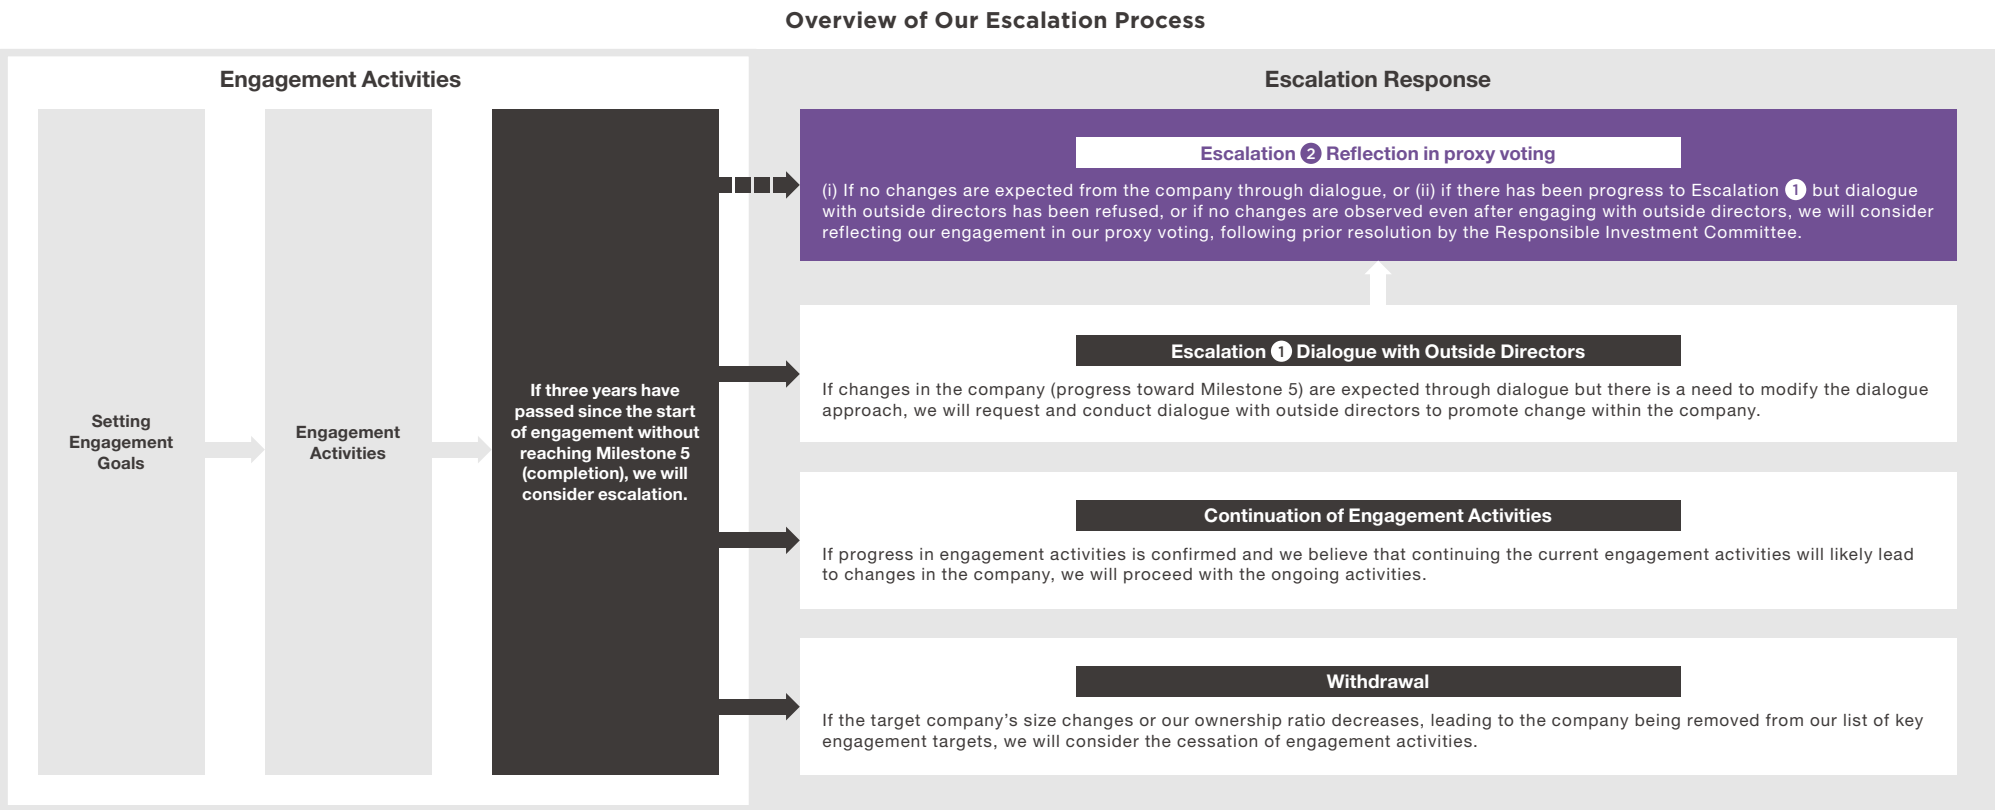 Overview of Our Escalation Process
Engagement Activities
Setting
Engagement
Goals
Engagement
Activities
If three years have
passed since the start
of engagement without
reaching Milestone 5
(completion), we will
consider escalation.
Escalation Response
Escalation 2 Reflection in proxy voting
(i) If no changes are expected from the company through dialogue, or (ii) if there has been progress to Escalation 1 but dialogue
with outside directors has been refused, or if no changes are observed even after engaging with outside directors, we will consider
reflecting our engagement in our proxy voting, following prior resolution by the Responsible Investment Committee.
Escalation 1 Dialogue with Outside Directors
If changes in the company (progress toward Milestone 5) are expected through dialogue but there is a need to modify the dialogue
approach, we will request and conduct dialogue with outside directors to promote change within the company.
Continuation of Engagement Activities
If progress in engagement activities is confirmed and we believe that continuing the current engagement activities will likely lead
to changes in the company, we will proceed with the ongoing activities.
Withdrawal
If the target company’s size changes or our ownership ratio decreases, leading to the company being removed from our list of key
engagement targets, we will consider the cessation of engagement activities.